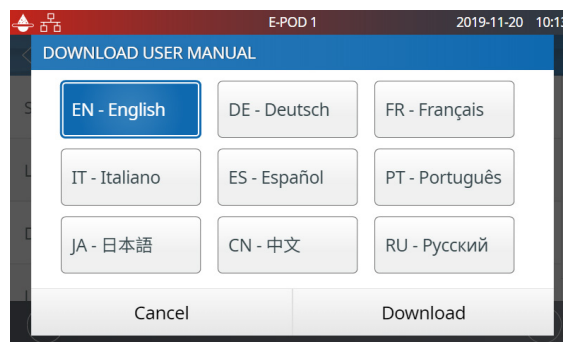 E-POD 1 2019-11-20 10:13
DOWNLOAD USER MANUAL
EN - English DE - Deutsch FR - Français
IT - Italiano ES - Español PT - Português
JA - 日本語 CN - 中文 RU - Русский
Cancel Download